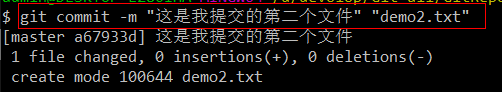 $ git commit -m "这是我提交的第二个文件" "demo2.txt"
[master a67933d] 这是我提交的第二个文件
 1 file changed, 0 insertions(+), 0 deletions(-)
 create mode 100644 demo2.txt